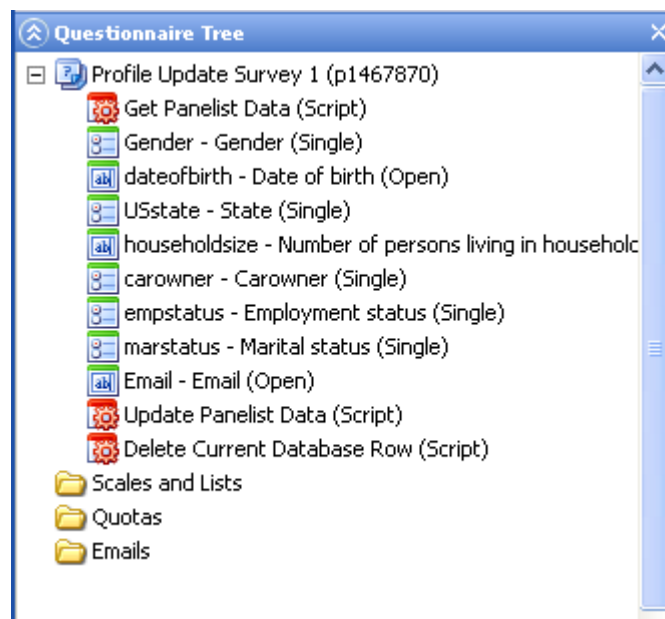 Questionnaire Tree
Profile Update Survey 1 (p1467870)
Get Panelist Data (Script)
Gender - Gender (Single)
dateofbirth - Date of birth (Open)
USstate - State (Single)
householdsize - Number of persons living in household
carowner - Carowner (Single)
empstatus - Employment status (Single)
marstatus - Marital status (Single)
Email - Email (Open)
Update Panelist Data (Script)
Delete Current Database Row (Script)
Scales and Lists
Quotas
Emails